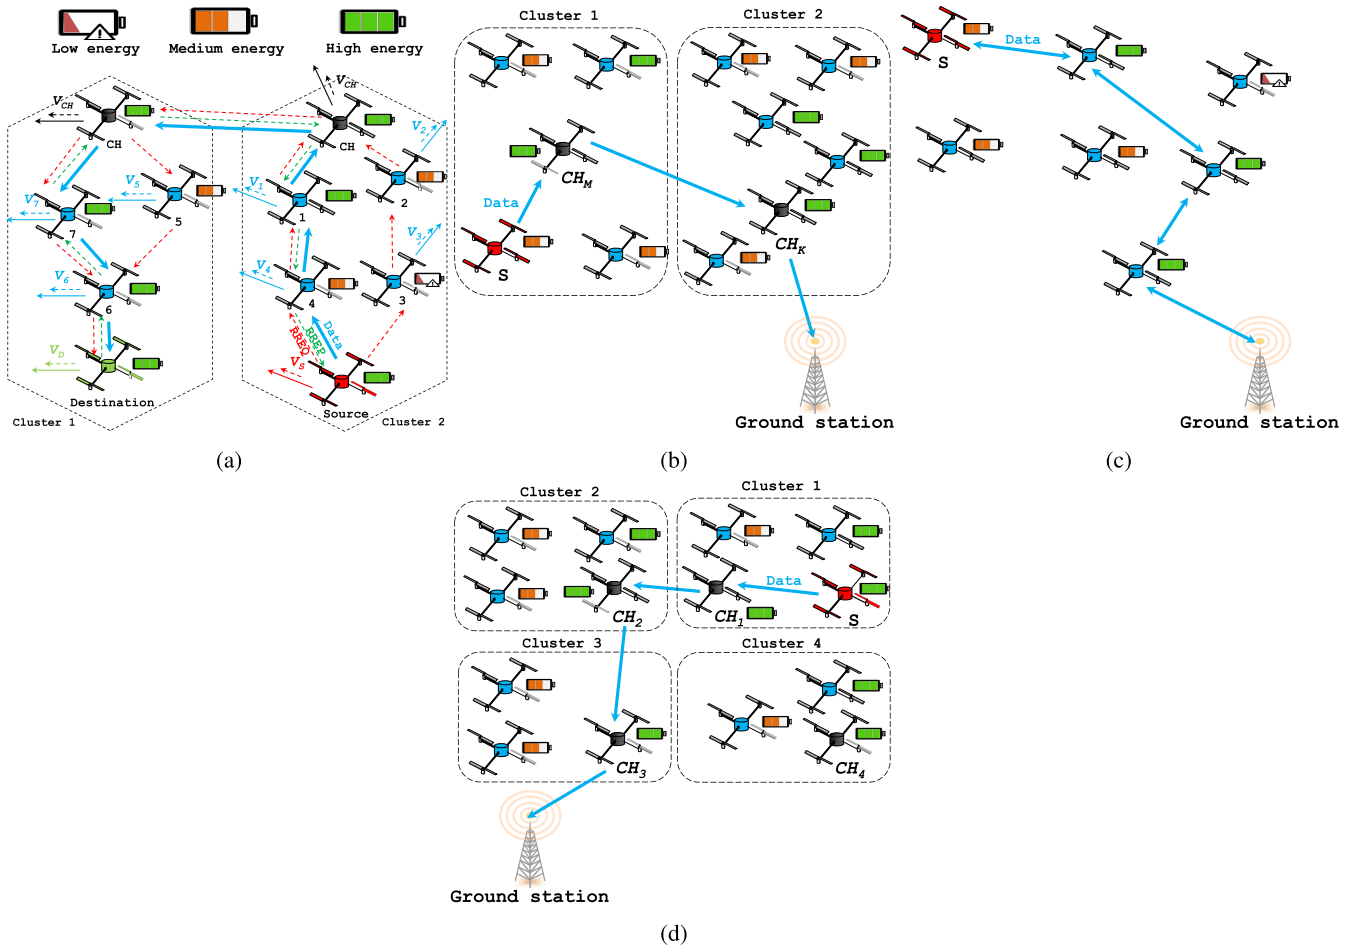 Low energy
Medium energy
High energy
V_CH
CH
V_7
7
V_5
5
V_6
6
V_D
Destination
Cluster 1
V_CH
CH
V_2
2
V_1
1
V_3
3
V_4
4
RREQ
RREP
Data
V_S
Source
Cluster 2
(a)
Cluster 1
Cluster 2
CH_M
Data
S
CH_K
Ground station
(b)
S
Data
Ground station
(c)
Cluster 2
Cluster 1
CH_2
CH_1
Data
S
Cluster 3
Cluster 4
CH_3
CH_4
Ground station
(d)